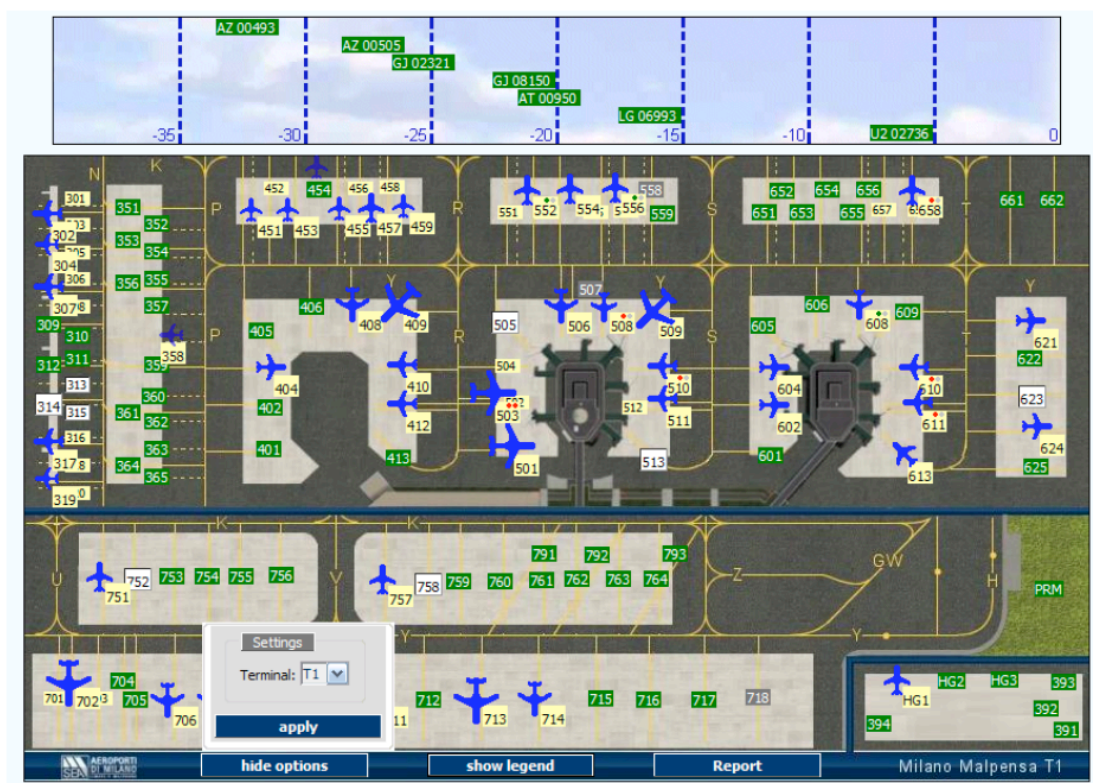 AZ 00493
AZ 00505
GJ 02321
GJ 08150
AT 00950
LG 06993
U2 02736
-35 -30 -25 -20 -15 -10 -5 0
N K
301 351 352 302 353 354 304 356 355 306 307 357 309 310 358
312 311 359 313 314 315 360 361 362 316 363 317 364 365 319
P 452 454 456 458 451 453 455 457 459
R 551 552 554 556 558 559
S 652 654 656 651 653 655 657 658
T 661 662
Y Y Y
P 406 405 408 409 404 410 402 412 401 413
R 507 505 506 508 509 504 510 503 512 511 501 513
S 606 605 608 609 604 610 602 611 601 613
T 621 622 623 624 625
K K
U V Z GW H
791 792 793
751 752 753 754 755 756 757 758 759 760 761 762 763 764
PRM
Y Y
701 702 704 705 706 712 713 714 715 716 717 718
HG1 HG2 HG3 393
392
394 391
Settings
Terminal: T1
apply
SEA AEROPORTI
DI MILANO
hide options show legend Report Milano Malpensa T1